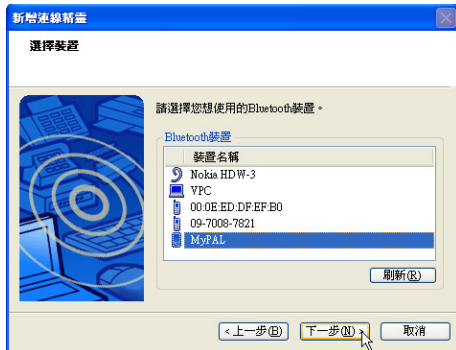 新增連線精靈
選擇裝置
請選擇您想使用的Bluetooth裝置。
Bluetooth裝置
裝置名稱
Nokia HDW-3
VPC
00:0E:ED:DF:EF:B0
09-7008-7821
MyPAL
刷新(R)
<上一步(B)
下一步(N)>
取消